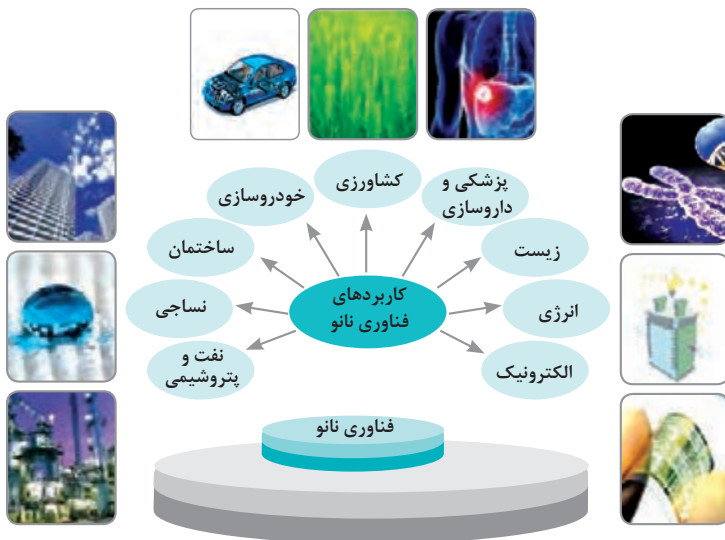 کشاورزی
پزشکی و
داروسازی
خودروسازی
زیست
ساختمان
انرژی
نساجی
الکترونیک
نفت و
پتروشیمی
کاربردهای
فناوری نانو
فناوری نانو